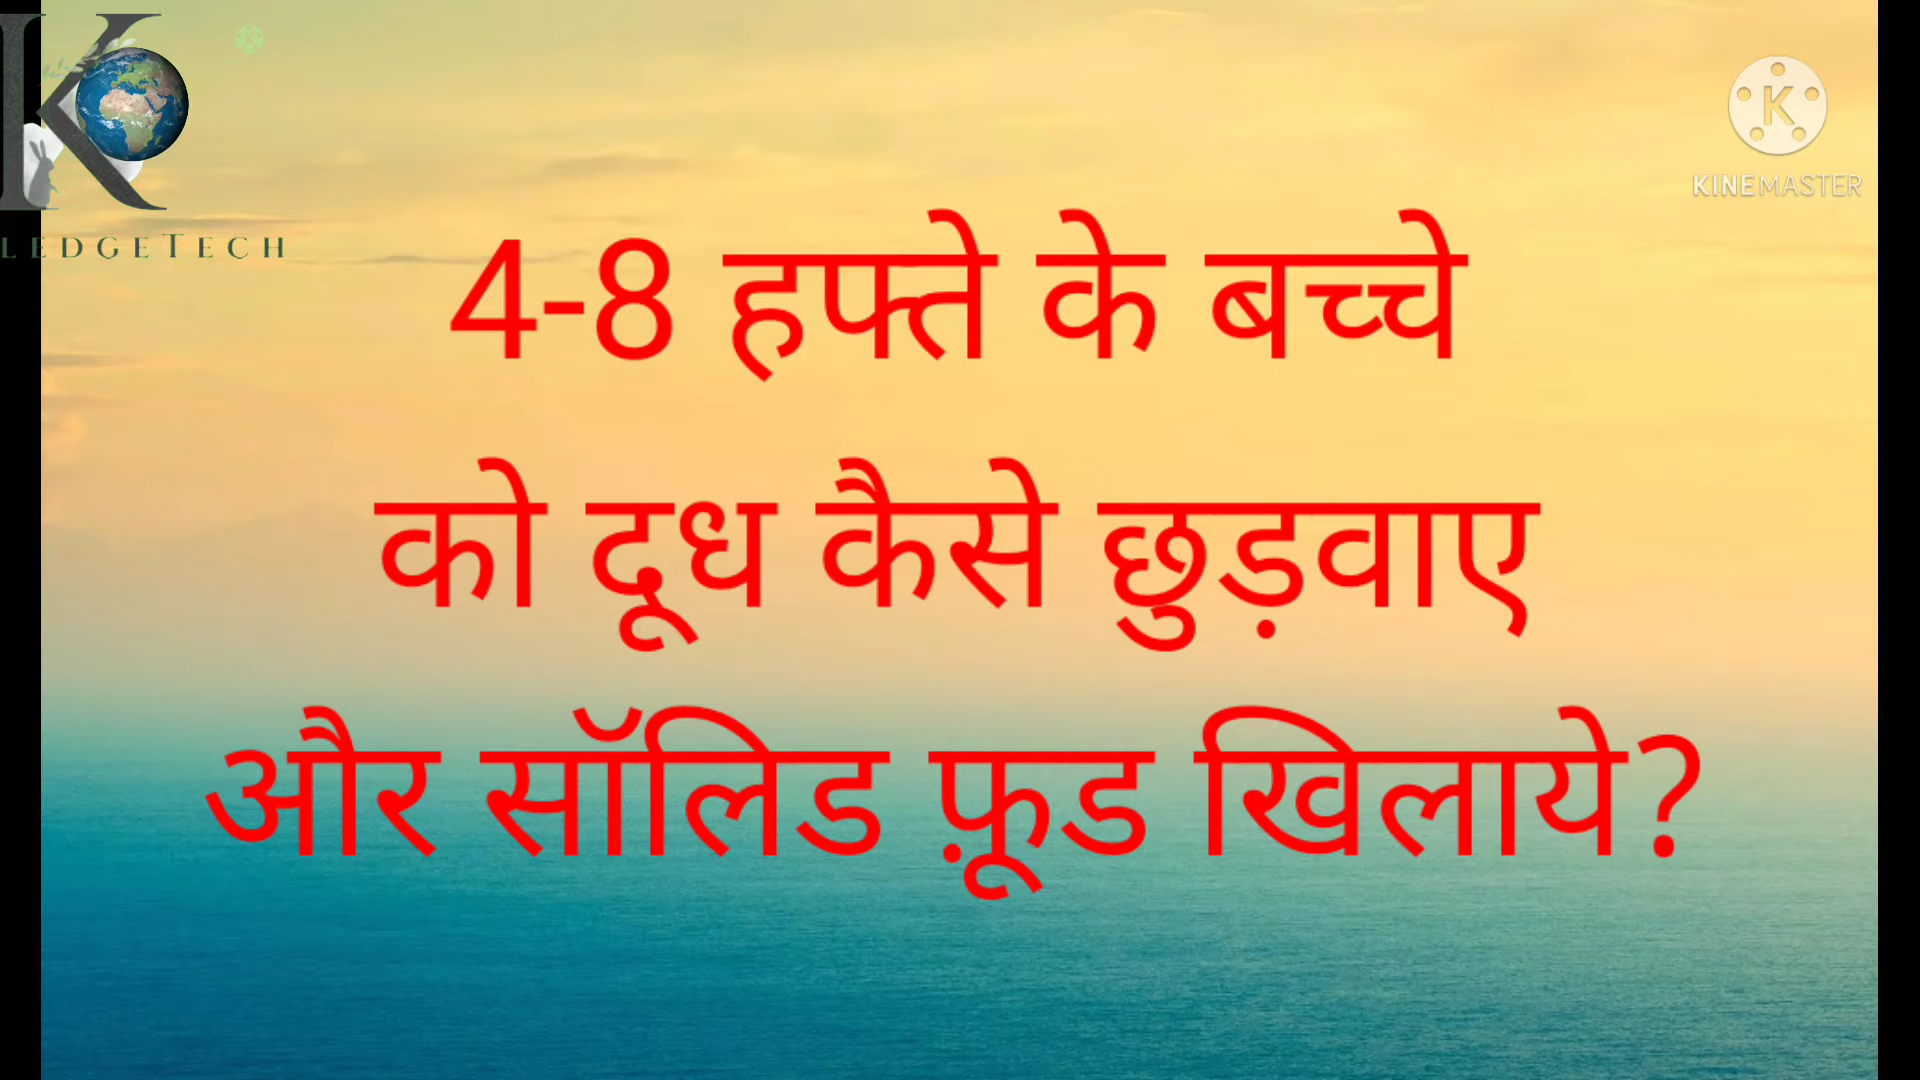 LEDGETECH
K
KINEMASTER
4-8 हफ्ते के बच्चे
को दूध कैसे छुड़वाए
और सॉलिड फ़ूड खिलाये?